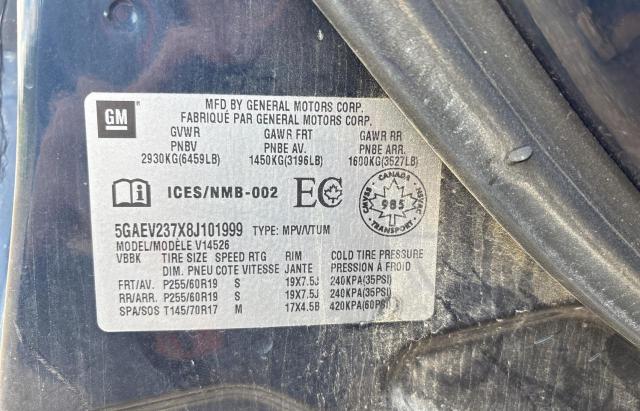 GM
MFD BY GENERAL MOTORS CORP.
FABRIQUÉ PAR GENERAL MOTORS CORP.
GVWR GAWR FRT GAWR RR
PNBV PNBE AV. PNBE ARR.
2930KG(6459LB) 1450KG(3196LB) 1600KG(3527LB)
ICES/NMB-002 EC
CANADA
985
TRANSPORT
5GAEV237X8J101999 TYPE: MPV/VTUM
MODEL/MODÈLE V14526
VBBK TIRE SIZE SPEED RTG RIM COLD TIRE PRESSURE
DIM. PNEU COTE VITESSE JANTE PRESSION À FROID
FRT/AV. P255/60R19 S 19X7.5J 240KPA(35PSI)
RR/ARR. P255/60R19 S 19X7.5J 240KPA(35PSI)
SPA/SOS T145/70R17 M 17X4.5B 420KPA(60PSI)